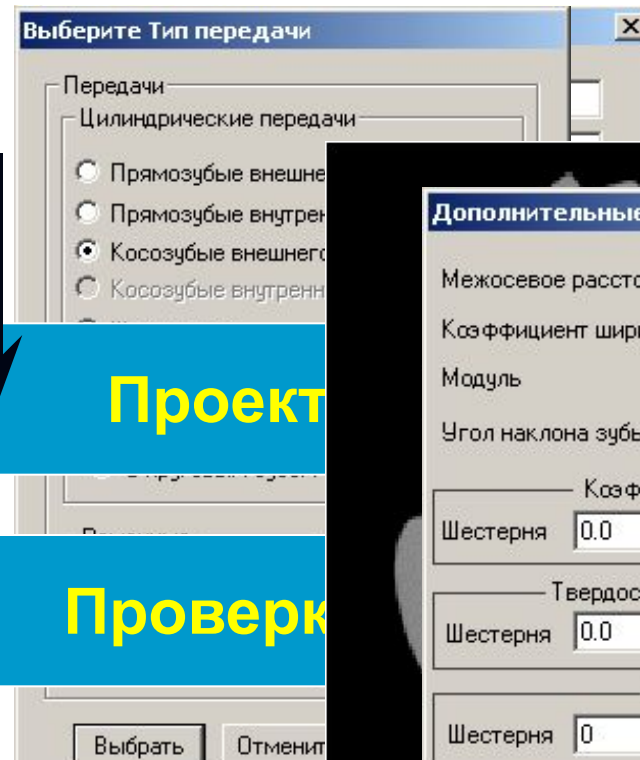 Выберите Тип передачи
Передачи
Цилиндрические передачи
Прямозубые внешне
Прямозубые внутрен
Косозубые внешнего
Косозубые внутренн
Проект
Проверк
Выбрать
Отменит
Дополнительные
Межосевое рассто
Коэффициент шири
Модуль
Угол наклона зубь
Коэф
Шестерня 0.0
Твердос
Шестерня 0.0
Шестерня 0